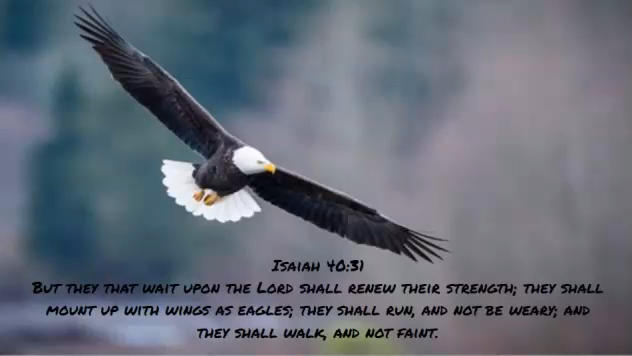 Isaiah 40:31
But they that wait upon the Lord shall renew their strength; they shall
mount up with wings as eagles; they shall run, and not be weary; and
they shall walk, and not faint.